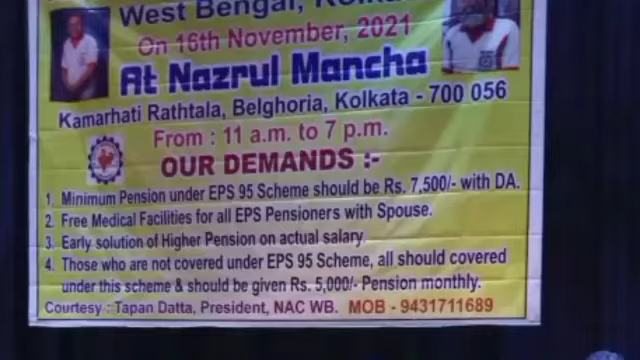 West Bengal,
On 16th November, 2021
At Nazrul Mancha
Kamarhati Rathtala, Belghoria, Kolkata - 700 056
From : 11 a.m. to 7 p.m.
OUR DEMANDS :-
1. Minimum Pension under EPS 95 Scheme should be Rs. 7,500/- with DA.
2. Free Medical Facilities for all EPS Pensioners with Spouse.
3. Early solution of Higher Pension on actual salary.
4. Those who are not covered under EPS 95 Scheme, all should covered
under this scheme & should be given Rs. 5,000/- Pension monthly.
Courtesy : Tapan Datta, President, NAC WB. MOB - 9431711689